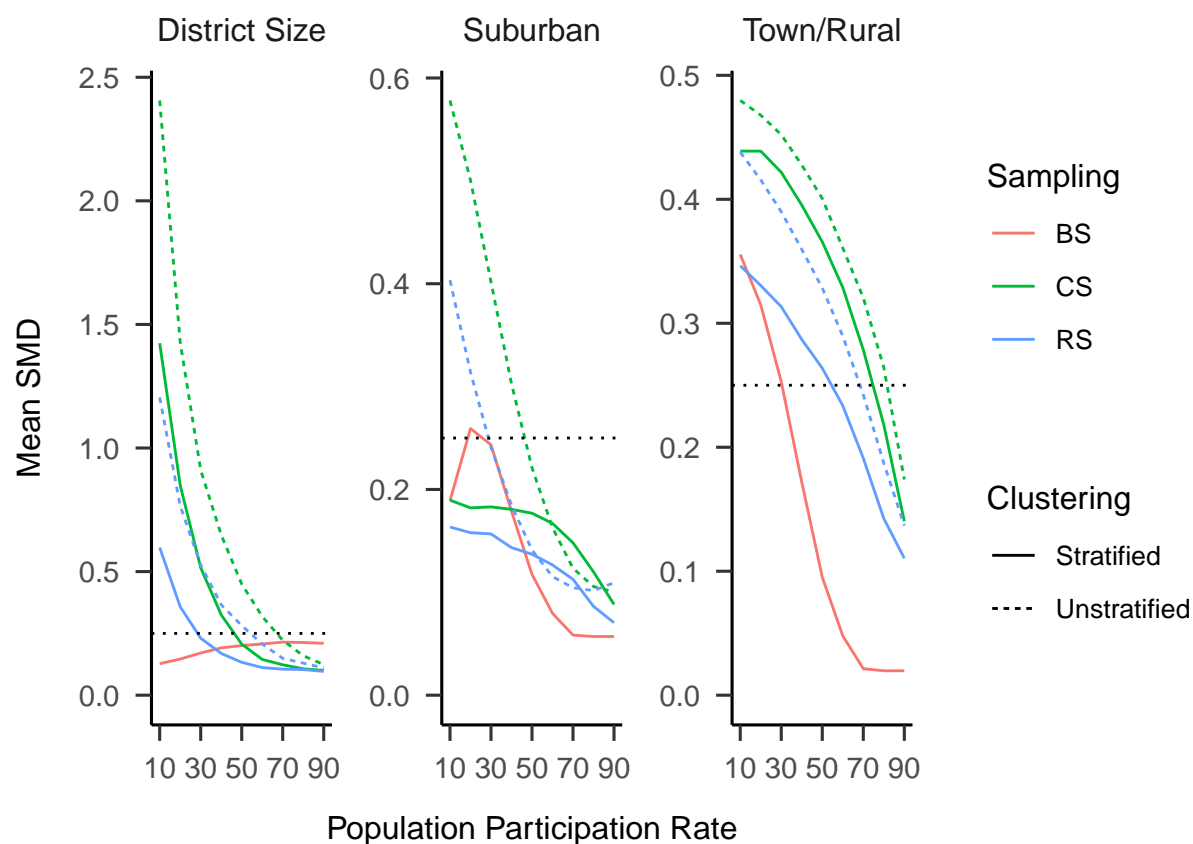 District Size
Suburban
Town/Rural
Mean SMD
2.5
2.0
1.5
1.0
0.5
0.0
10 30 50 70 90
0.6
0.4
0.2
0.0
10 30 50 70 90
0.5
0.4
0.3
0.2
0.1
0.0
10 30 50 70 90
Population Participation Rate
Sampling
BS
CS
RS
Clustering
Stratified
Unstratified